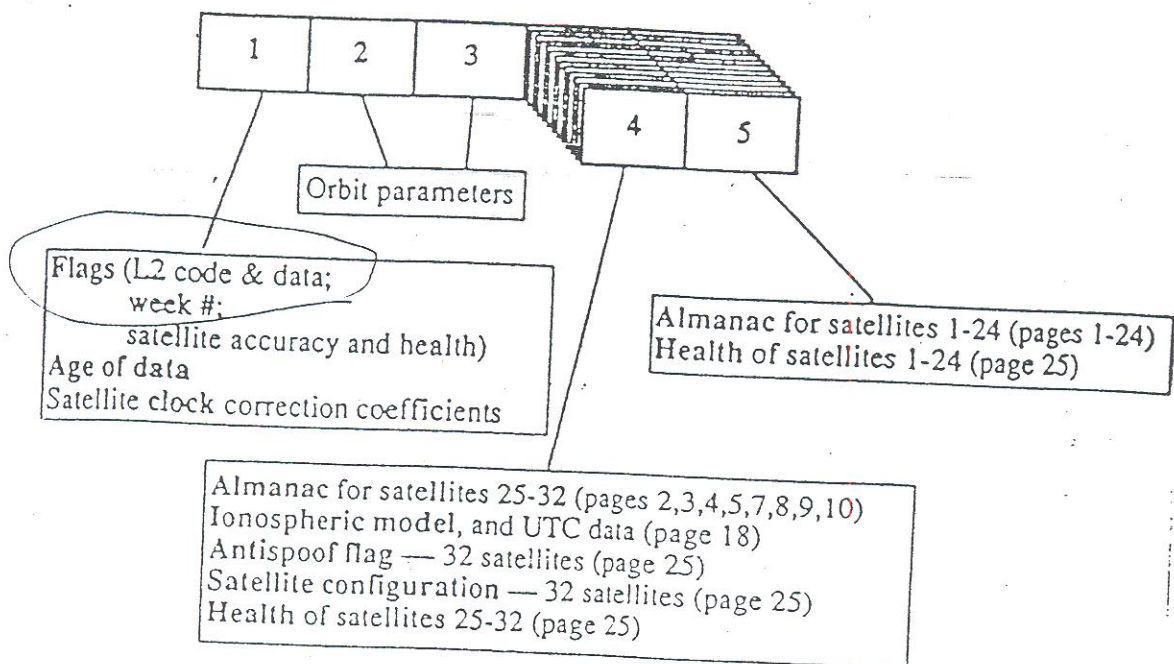 1
2
3
4
5
Orbit parameters
Flags (L2 code & data;
week #;
satellite accuracy and health)
Age of data
Satellite clock correction coefficients
Almanac for satellites 1-24 (pages 1-24)
Health of satellites 1-24 (page 25)
Almanac for satellites 25-32 (pages 2,3,4,5,7,8,9,10)
Ionospheric model, and UTC data (page 18)
Antispoof flag — 32 satellites (page 25)
Satellite configuration — 32 satellites (page 25)
Health of satellites 25-32 (page 25)